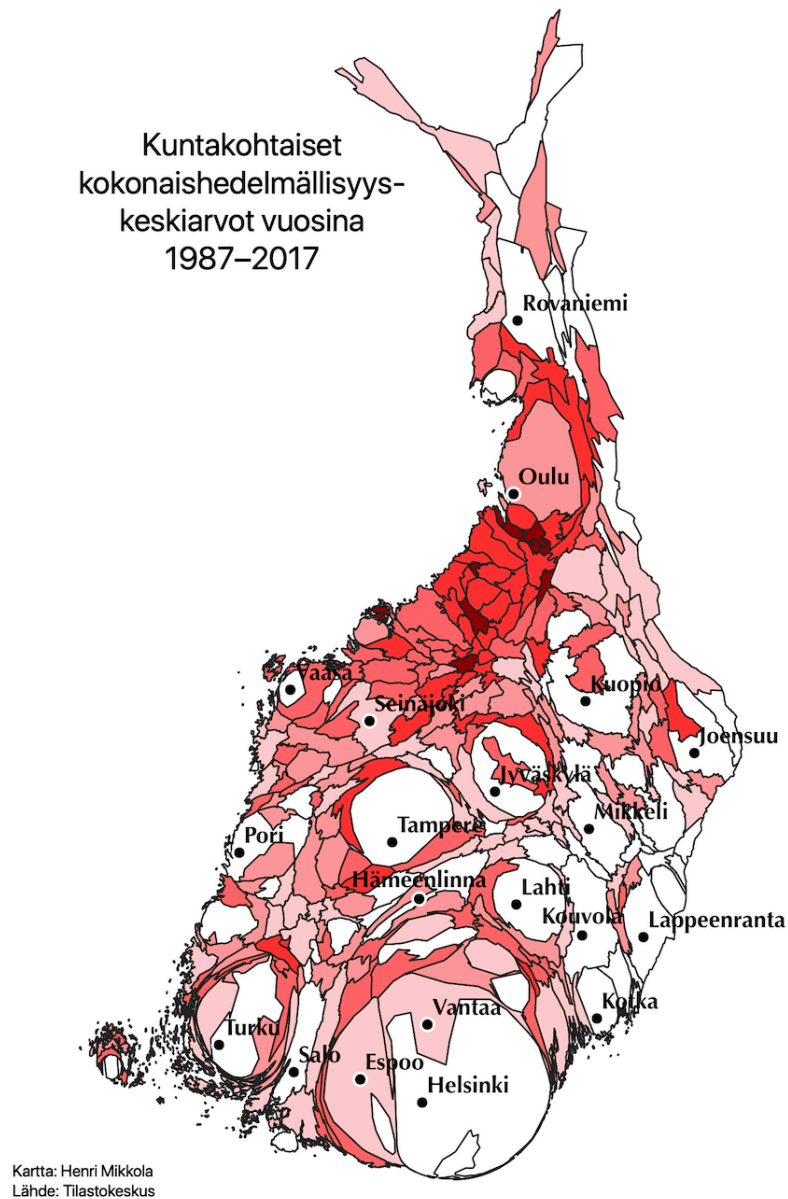 Kuntakohtaiset
kokonaishedelmällisyys-
keskiarvot vuosina
1987–2017
Rovaniemi
Oulu
Vaasa
Kuopio
Seinäjoki
Joensuu
Jyväskylä
Mikkeli
Tampere
Pori
Hämeenlinna
Lahti
Kouvola
Lappeenranta
Kotka
Vantaa
Turku
Salo
Espoo
Helsinki
Kartta: Henri Mikkola
Lähde: Tilastokeskus